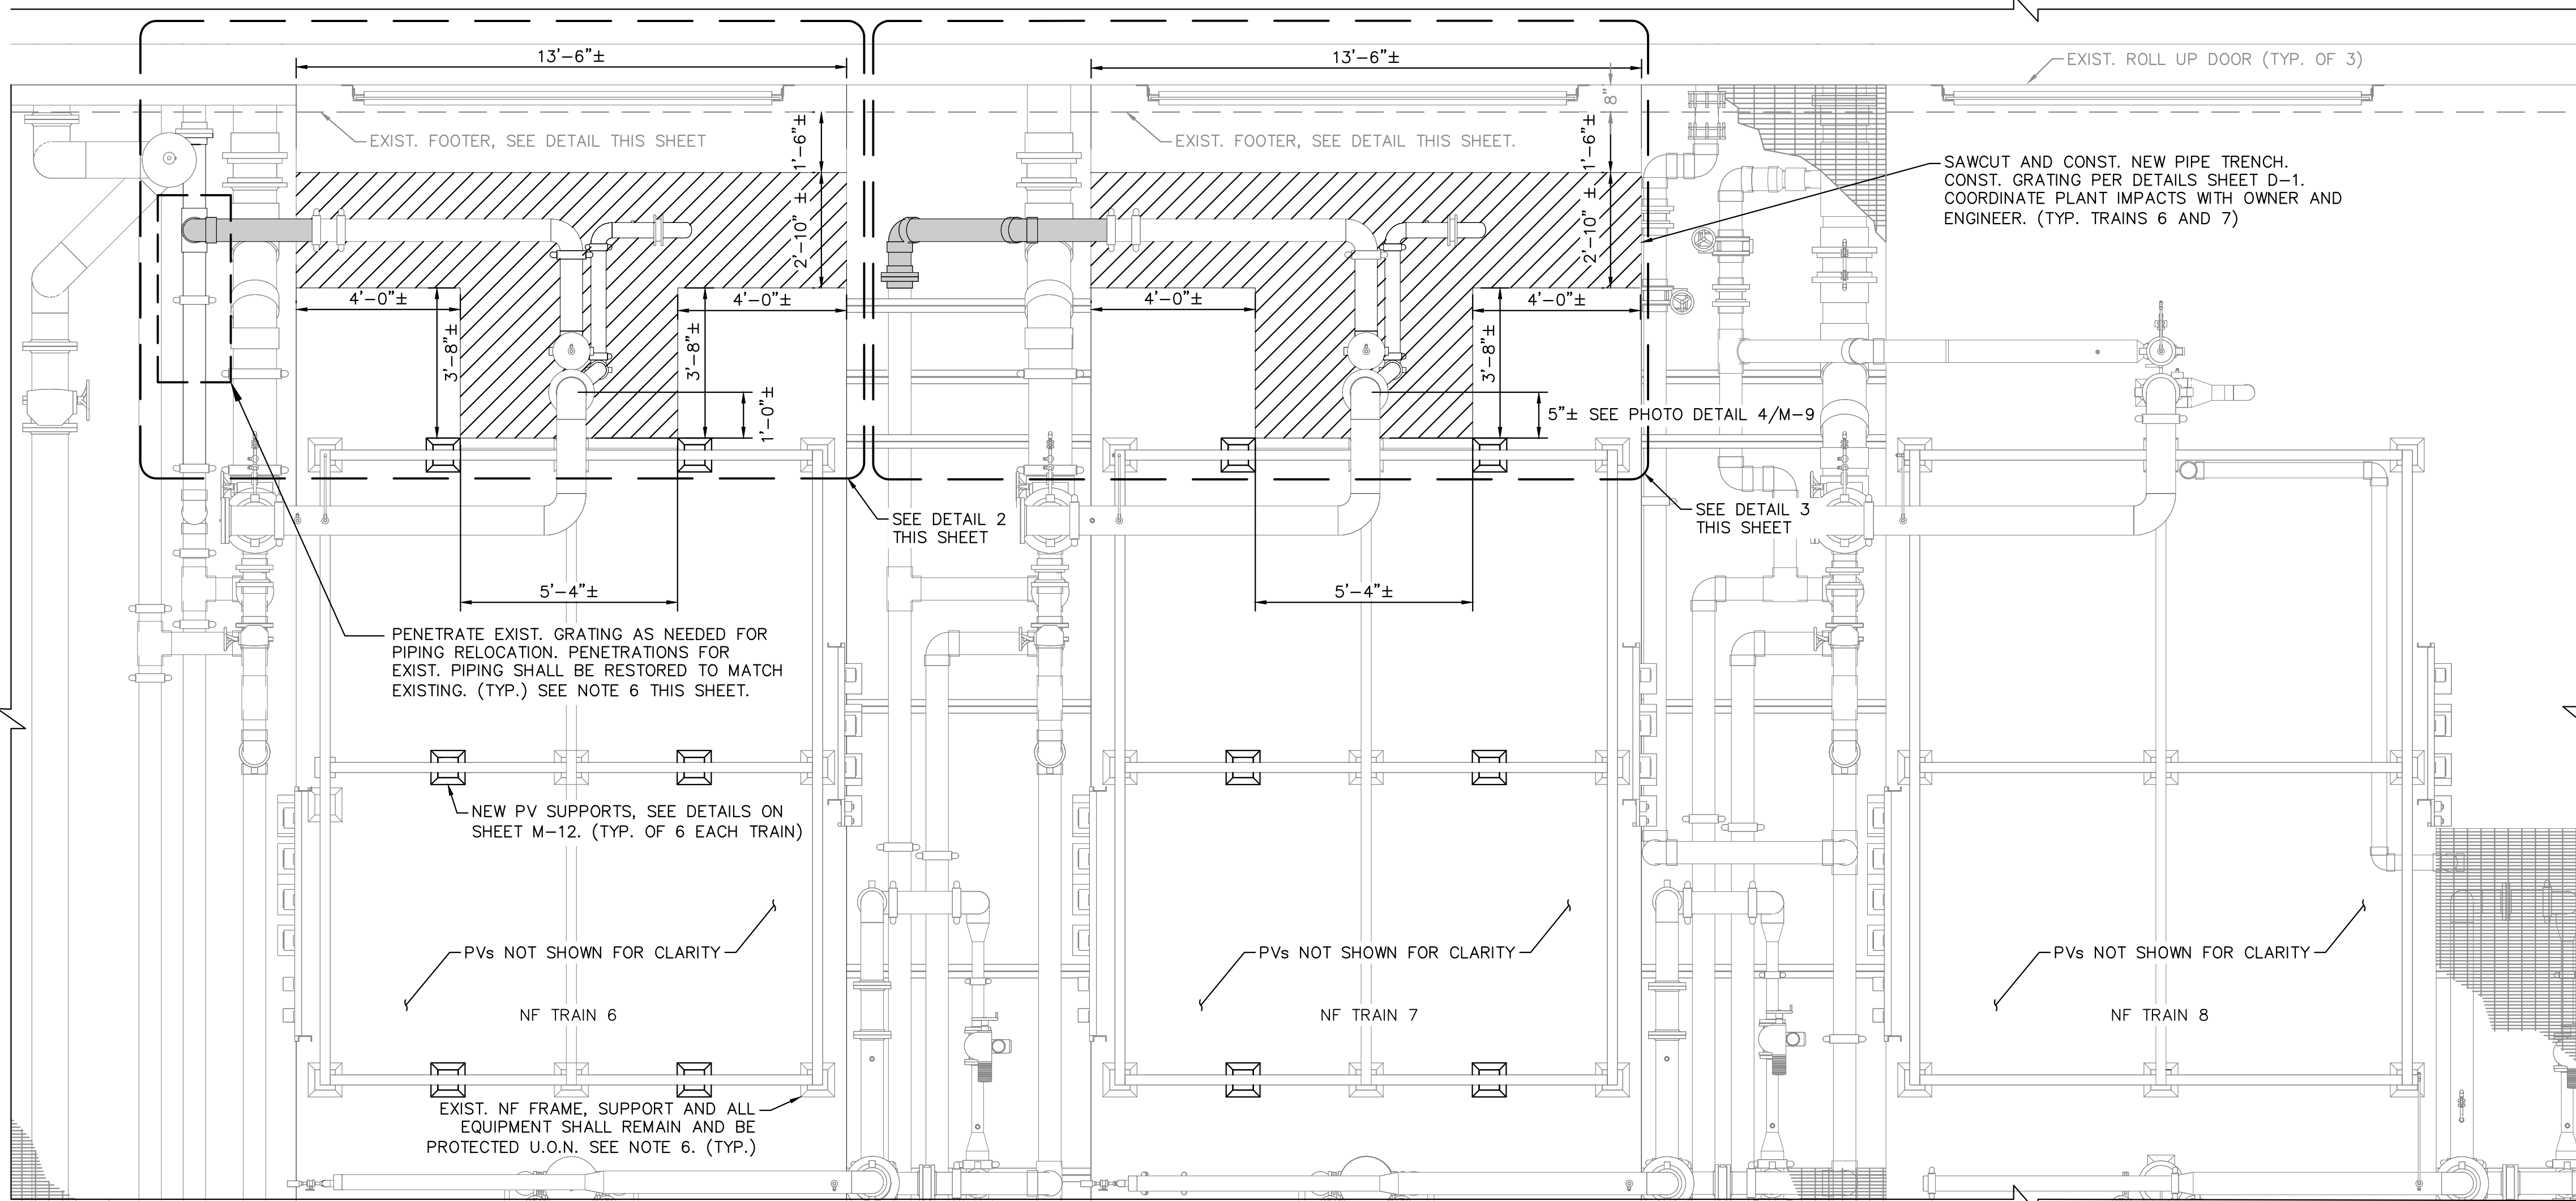 13'-6"±
13'-6"±
EXIST. ROLL UP DOOR (TYP. OF 3)
8"
EXIST. FOOTER, SEE DETAIL THIS SHEET
1'-6"±
EXIST. FOOTER, SEE DETAIL THIS SHEET.
1'-6"±
SAWCUT AND CONST. NEW PIPE TRENCH.
CONST. GRATING PER DETAILS SHEET D-1.
COORDINATE PLANT IMPACTS WITH OWNER AND
ENGINEER. (TYP. TRAINS 6 AND 7)
2'-10" ±
2'-10" ±
4'-0"±
4'-0"±
4'-0"±
4'-0"±
3'-8"±
3'-8"±
3'-8"±
1'-0"±
5"± SEE PHOTO DETAIL 4/M-9
SEE DETAIL 2
THIS SHEET
SEE DETAIL 3
THIS SHEET
5'-4"±
5'-4"±
PENETRATE EXIST. GRATING AS NEEDED FOR
PIPING RELOCATION. PENETRATIONS FOR
EXIST. PIPING SHALL BE RESTORED TO MATCH
EXISTING. (TYP.) SEE NOTE 6 THIS SHEET.
NEW PV SUPPORTS, SEE DETAILS ON
SHEET M-12. (TYP. OF 6 EACH TRAIN)
PVs NOT SHOWN FOR CLARITY
PVs NOT SHOWN FOR CLARITY
PVs NOT SHOWN FOR CLARITY
NF TRAIN 6
NF TRAIN 7
NF TRAIN 8
EXIST. NF FRAME, SUPPORT AND ALL
EQUIPMENT SHALL REMAIN AND BE
PROTECTED U.O.N. SEE NOTE 6. (TYP.)